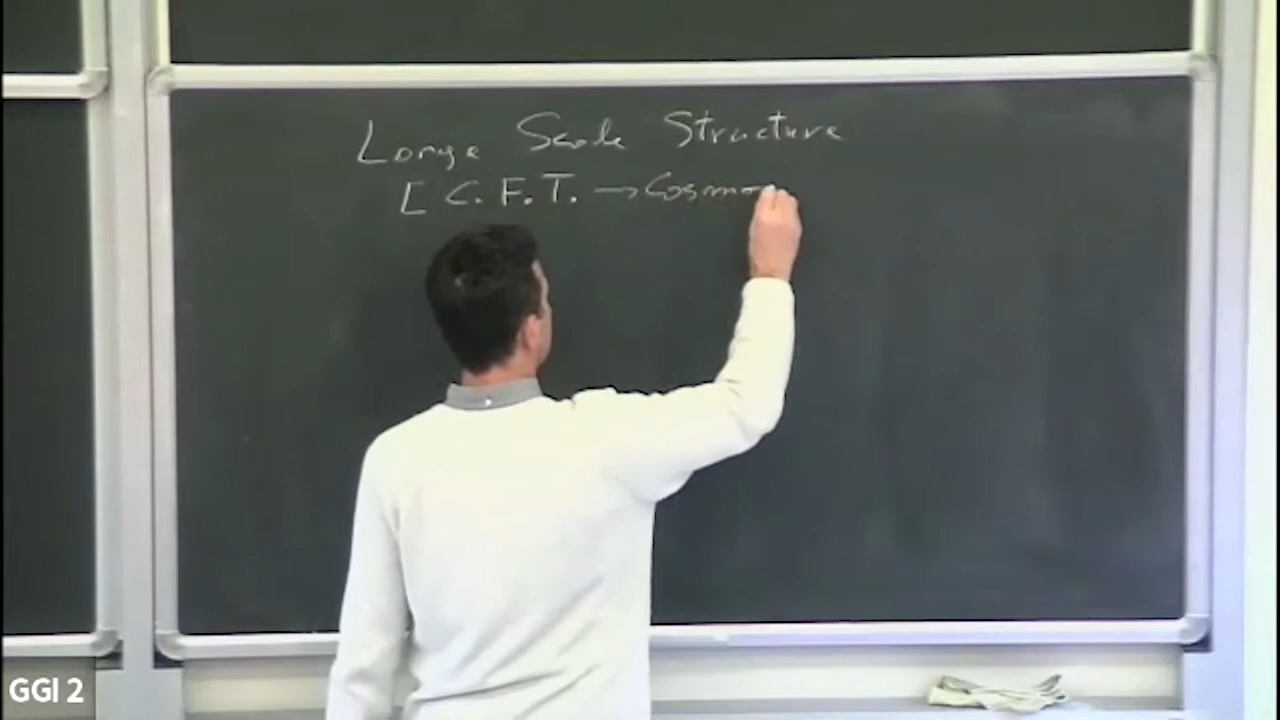 Large Scale Structure
[ C. F. T. → Cosmo
GGI 2